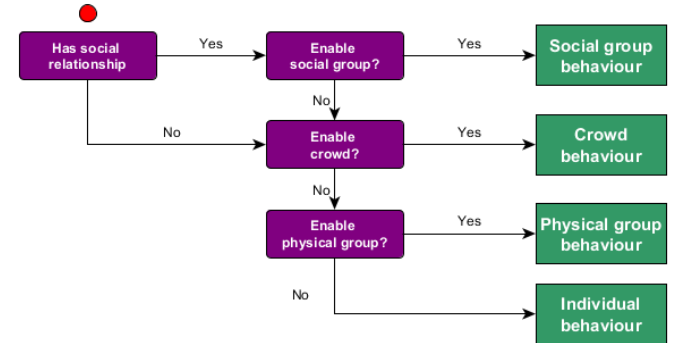 Has social
relationship
Yes
Enable
social group?
Yes
Social group
behaviour
No
No
Enable
crowd?
Yes
Crowd
behaviour
No
Enable
physical group?
Yes
Physical group
behaviour
No
Individual
behaviour